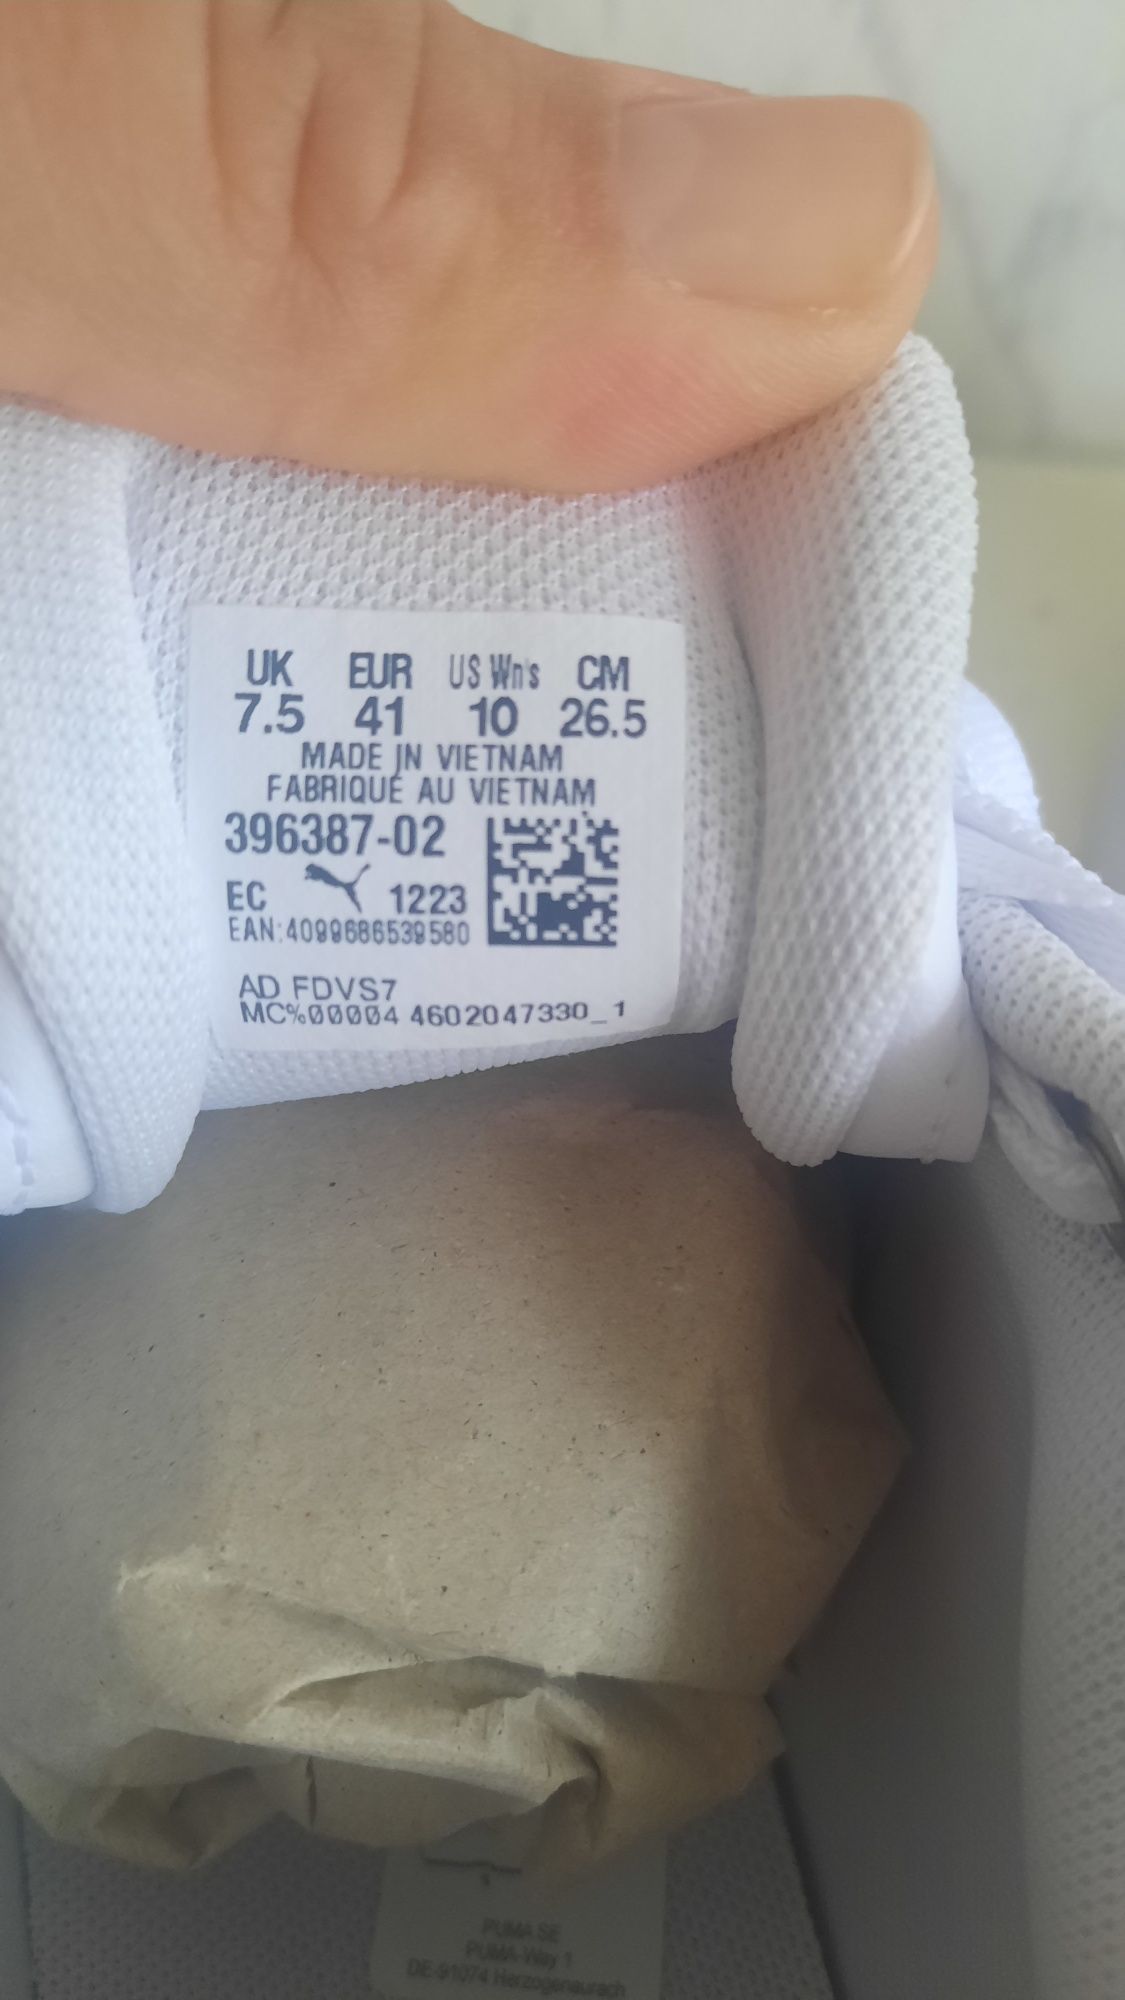 UK EUR US Wn's CM
7.5 41 10 26.5
MADE IN VIETNAM
FABRIQUÉ AU VIETNAM
396387-02
EC 1223
EAN:4099686539580
AD FDVS7
MC%00004 4602047330_1
PUMA SE
PUMA-Way 1
DE-91074 Herzogenaurach